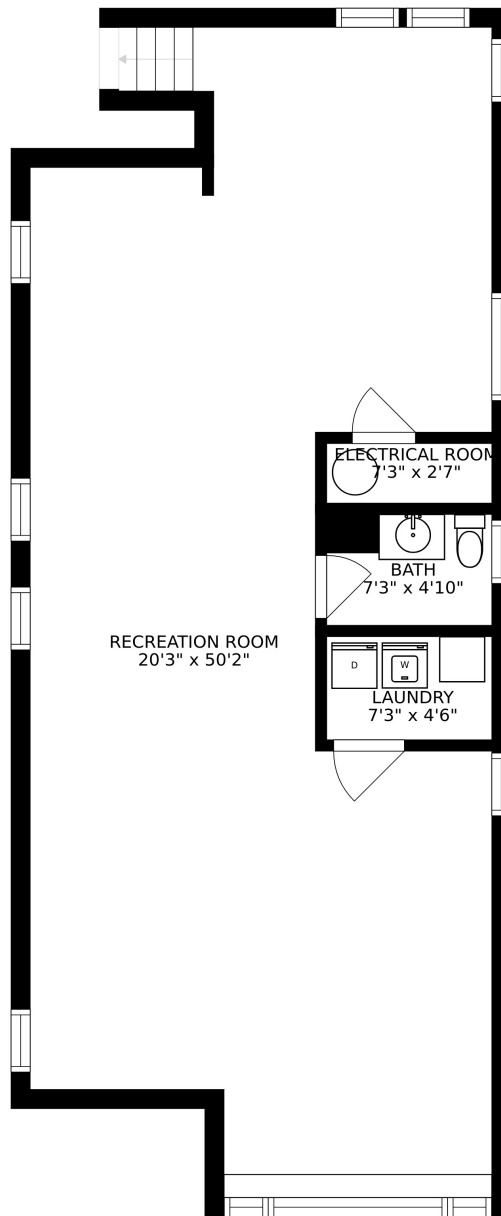 ELECTRICAL ROOM
7'3" x 2'7"
BATH
7'3" x 4'10"
RECREATION ROOM
20'3" x 50'2"
D
W
LAUNDRY
7'3" x 4'6"